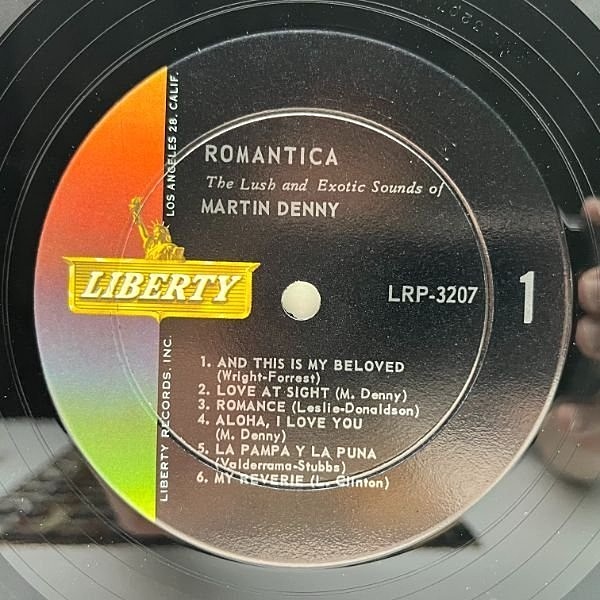 ROMANTICA
The Lush and Exotic Sounds of
MARTIN DENNY
LIBERTY
LRP-3207
1
1. AND THIS IS MY BELOVED
(Wright-Forrest)
2. LOVE AT SIGHT (M. Denny)
3. ROMANCE (Leslie-Donaldson)
4. ALOHA, I LOVE YOU
(M. Denny)
5. LA PAMPA Y LA PUNA
(Valderrama-Stubbs)
6. MY REVERIE (L. Clinton)
LIBERTY RECORDS, INC.
LOS ANGELES 28, CALIF.